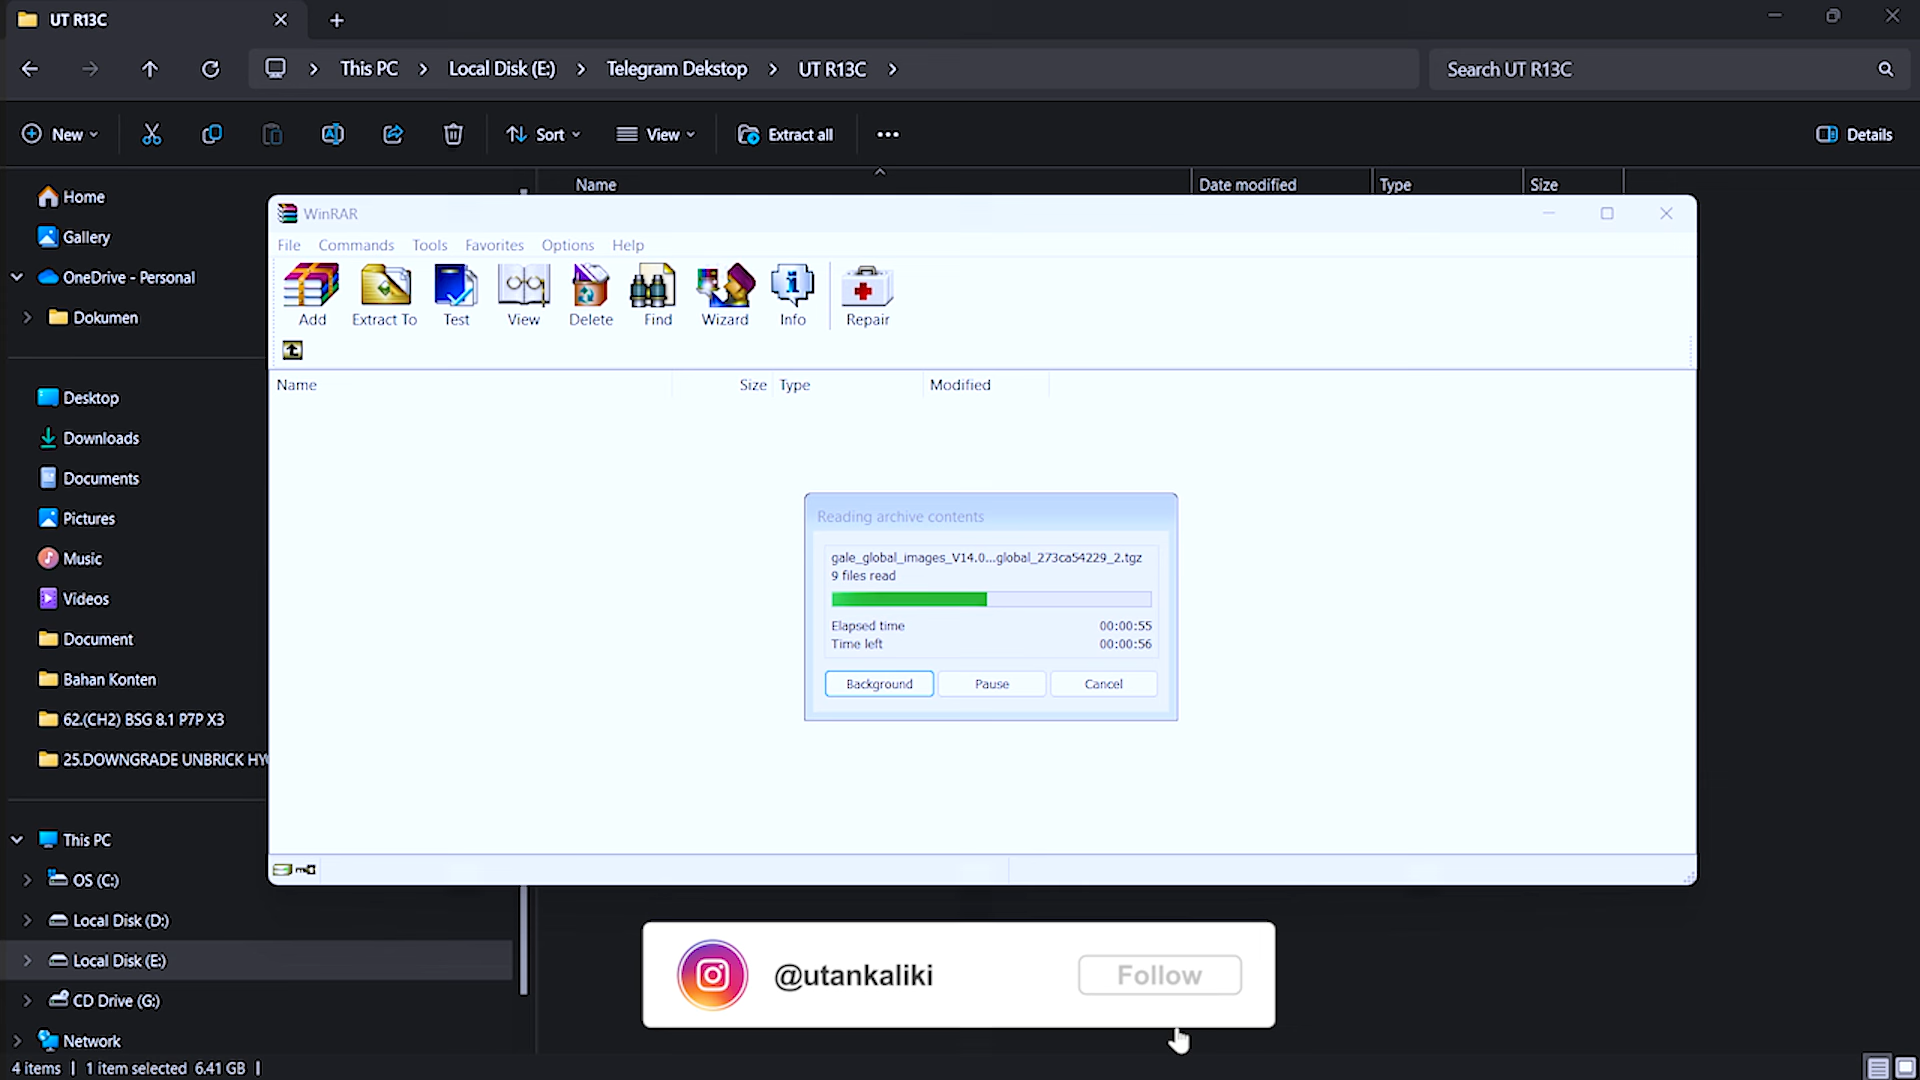 UT R13C
This PC
Local Disk (E:)
Telegram Dekstop
UT R13C
Search UT R13C
New
Sort
View
Extract all
Details
Name
Date modified
Type
Size
Home
Gallery
OneDrive - Personal
Dokumen
Desktop
Downloads
Documents
Pictures
Music
Videos
Document
Bahan Konten
62.(CH2) BSG 8.1 P7P X3
25.DOWNGRADE UNBRICK HY
This PC
OS (C:)
Local Disk (D:)
Local Disk (E:)
CD Drive (G:)
Network
WinRAR
File Commands Tools Favorites Options Help
Add Extract To Test View Delete Find Wizard Info Repair
Name Size Type Modified
Reading archive contents
gale_global_images_V14.0...global_273ca54229_2.tgz
9 files read
Elapsed time 00:00:55
Time left 00:00:56
Background Pause Cancel
@utankaliki
Follow
4 items 1 item selected 6.41 GB